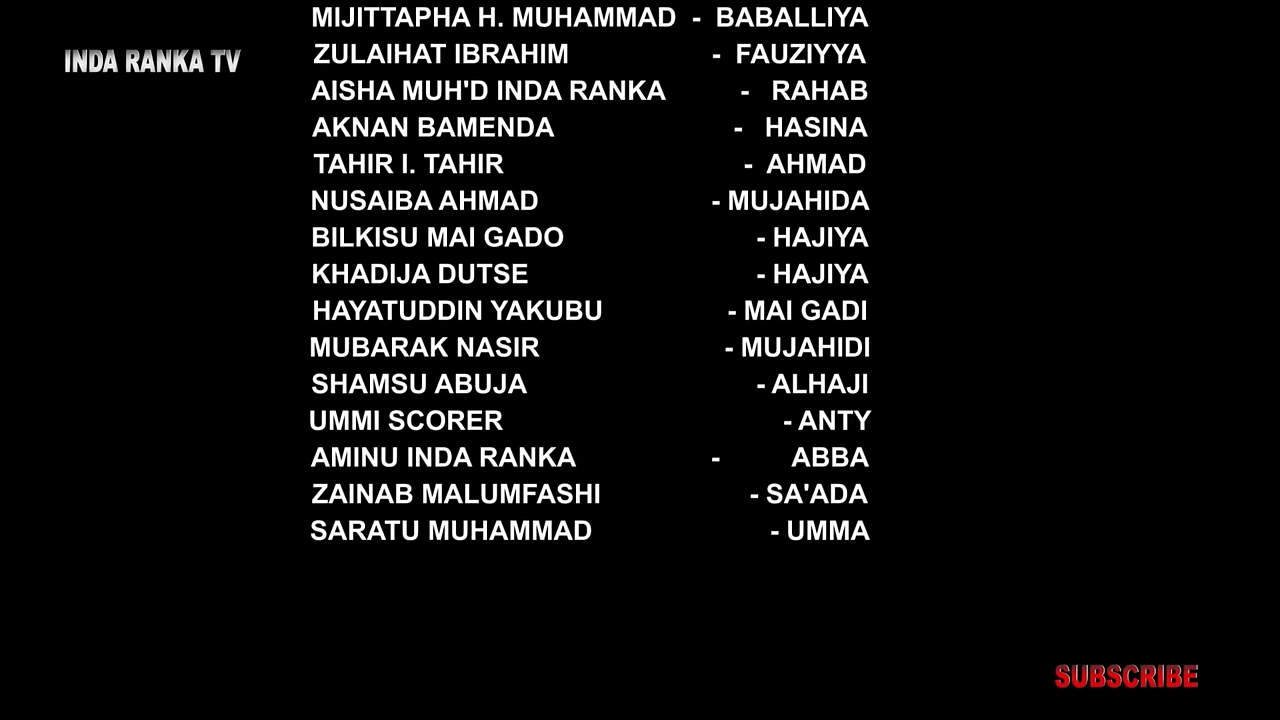 MIJITTAPHA H. MUHAMMAD - BABALLIYA
INDA RANKA TV
ZULAIHAT IBRAHIM - FAUZIYYA
AISHA MUH'D INDA RANKA - RAHAB
AKNAN BAMENDA - HASINA
TAHIR I. TAHIR - AHMAD
NUSAIBA AHMAD - MUJAHIDA
BILKISU MAI GADO - HAJIYA
KHADIJA DUTSE - HAJIYA
HAYATUDDIN YAKUBU - MAI GADI
MUBARAK NASIR - MUJAHIDI
SHAMSU ABUJA - ALHAJI
UMMI SCORER - ANTY
AMINU INDA RANKA - ABBA
ZAINAB MALUMFASHI - SA'ADA
SARATU MUHAMMAD - UMMA
SUBSCRIBE